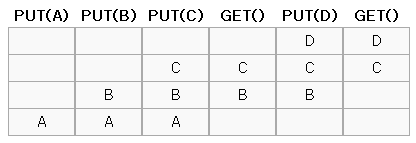 PUT(A) PUT(B) PUT(C) GET() PUT(D) GET()
D D
C C C C
B B B B
A A A